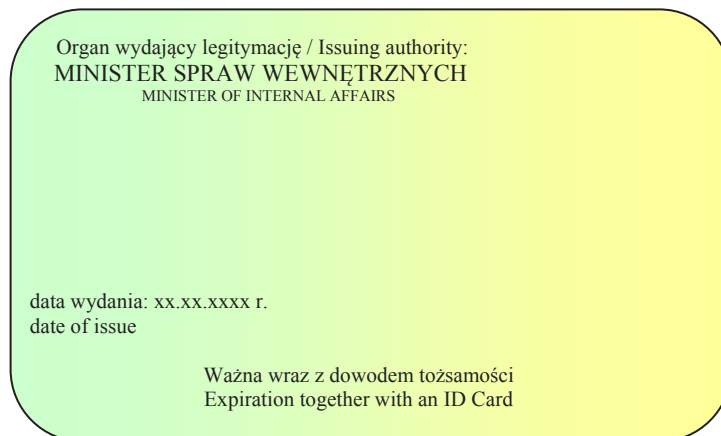 Organ wydający legitymację / Issuing authority:
MINISTER SPRAW WEWNĘTRZNYCH
MINISTER OF INTERNAL AFFAIRS
data wydania: xx.xx.xxxx r.
date of issue
Ważna wraz z dowodem tożsamości
Expiration together with an ID Card